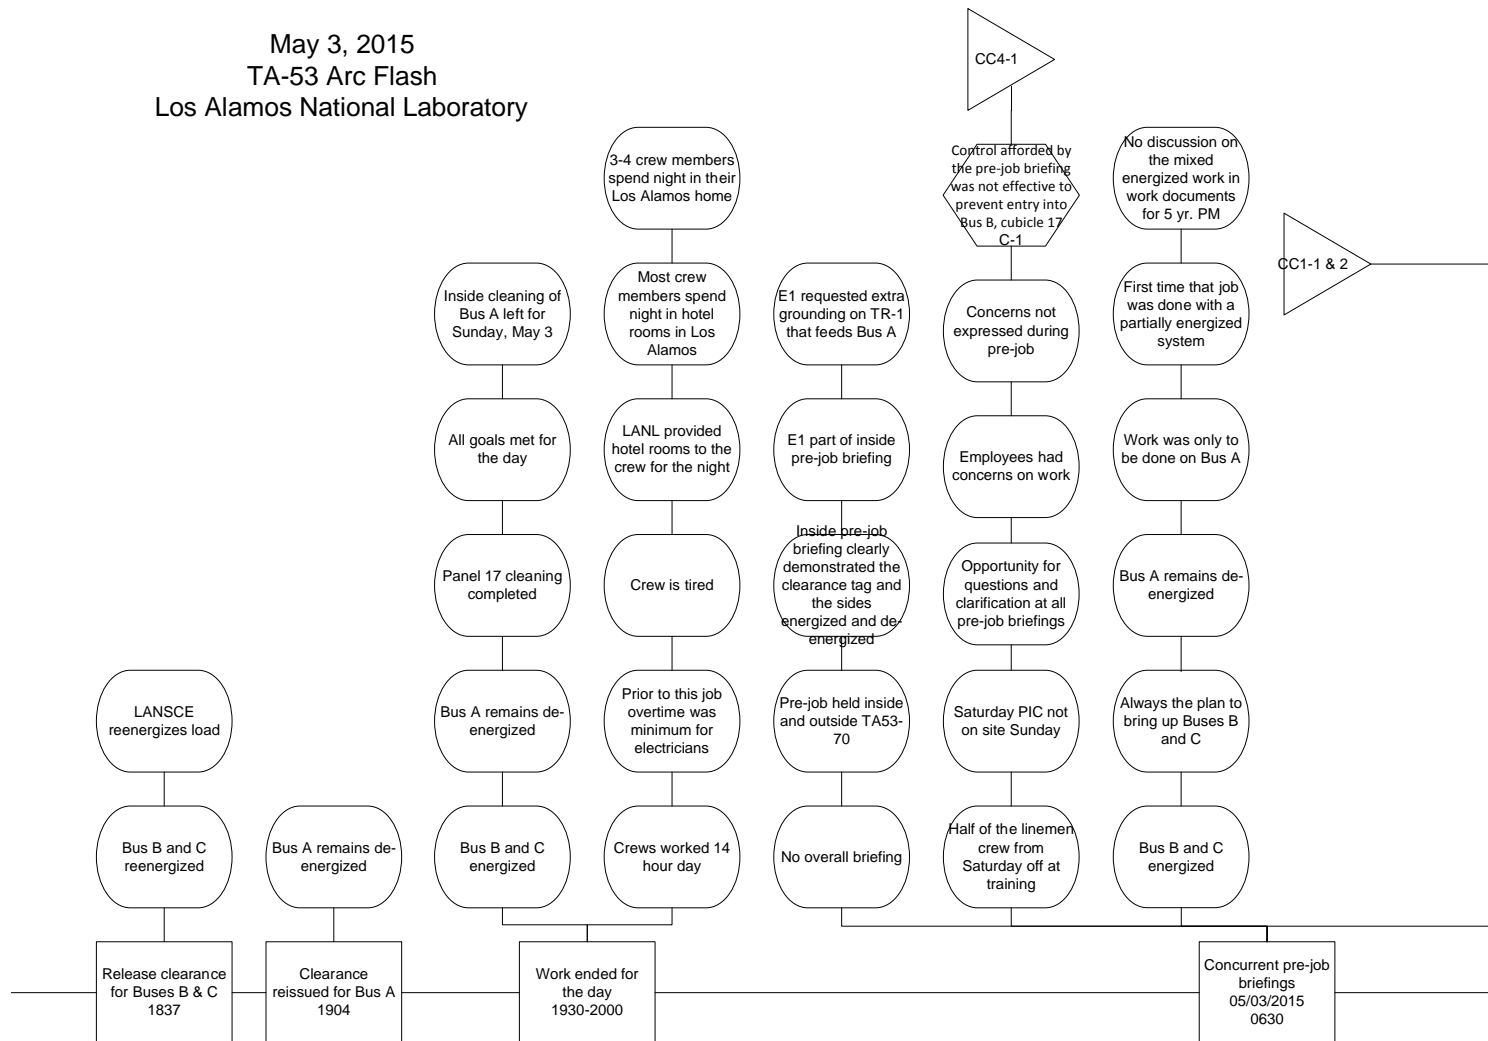 May 3, 2015
TA-53 Arc Flash
Los Alamos National Laboratory
CC4-1
3-4 crew members
spend night in their
Los Alamos home
Control afforded by
the pre-job briefing
was not effective to
prevent entry into
Bus B, cubicle 17
C-1
No discussion on
the mixed
energized work in
work documents
for 5 yr. PM
CC1-1 & 2
Inside cleaning of
Bus A left for
Sunday, May 3
Most crew
members spend
night in hotel
rooms in Los
Alamos
E1 requested extra
grounding on TR-1
that feeds Bus A
Concerns not
expressed during
pre-job
First time that job
was done with a
partially energized
system
All goals met for
the day
LANL provided
hotel rooms to the
crew for the night
E1 part of inside
pre-job briefing
Employees had
concerns on work
Work was only to
be done on Bus A
Panel 17 cleaning
completed
Crew is tired
Inside pre-job
briefing clearly
demonstrated the
clearance tag and
the sides
energized and de-
energized
Opportunity for
questions and
clarification at all
pre-job briefings
Bus A remains de-
energized
LANSCE
reenergizes load
Bus A remains de-
energized
Prior to this job
overtime was
minimum for
electricians
Pre-job held inside
and outside TA53-
70
Saturday PIC not
on site Sunday
Always the plan to
bring up Buses B
and C
Bus B and C
reenergized
Bus A remains de-
energized
Bus B and C
energized
Crews worked 14
hour day
No overall briefing
Half of the linemen
crew from
Saturday off at
training
Bus B and C
energized
Release clearance
for Buses B & C
1837
Clearance
reissued for Bus A
1904
Work ended for
the day
1930-2000
Concurrent pre-job
briefings
05/03/2015
0630